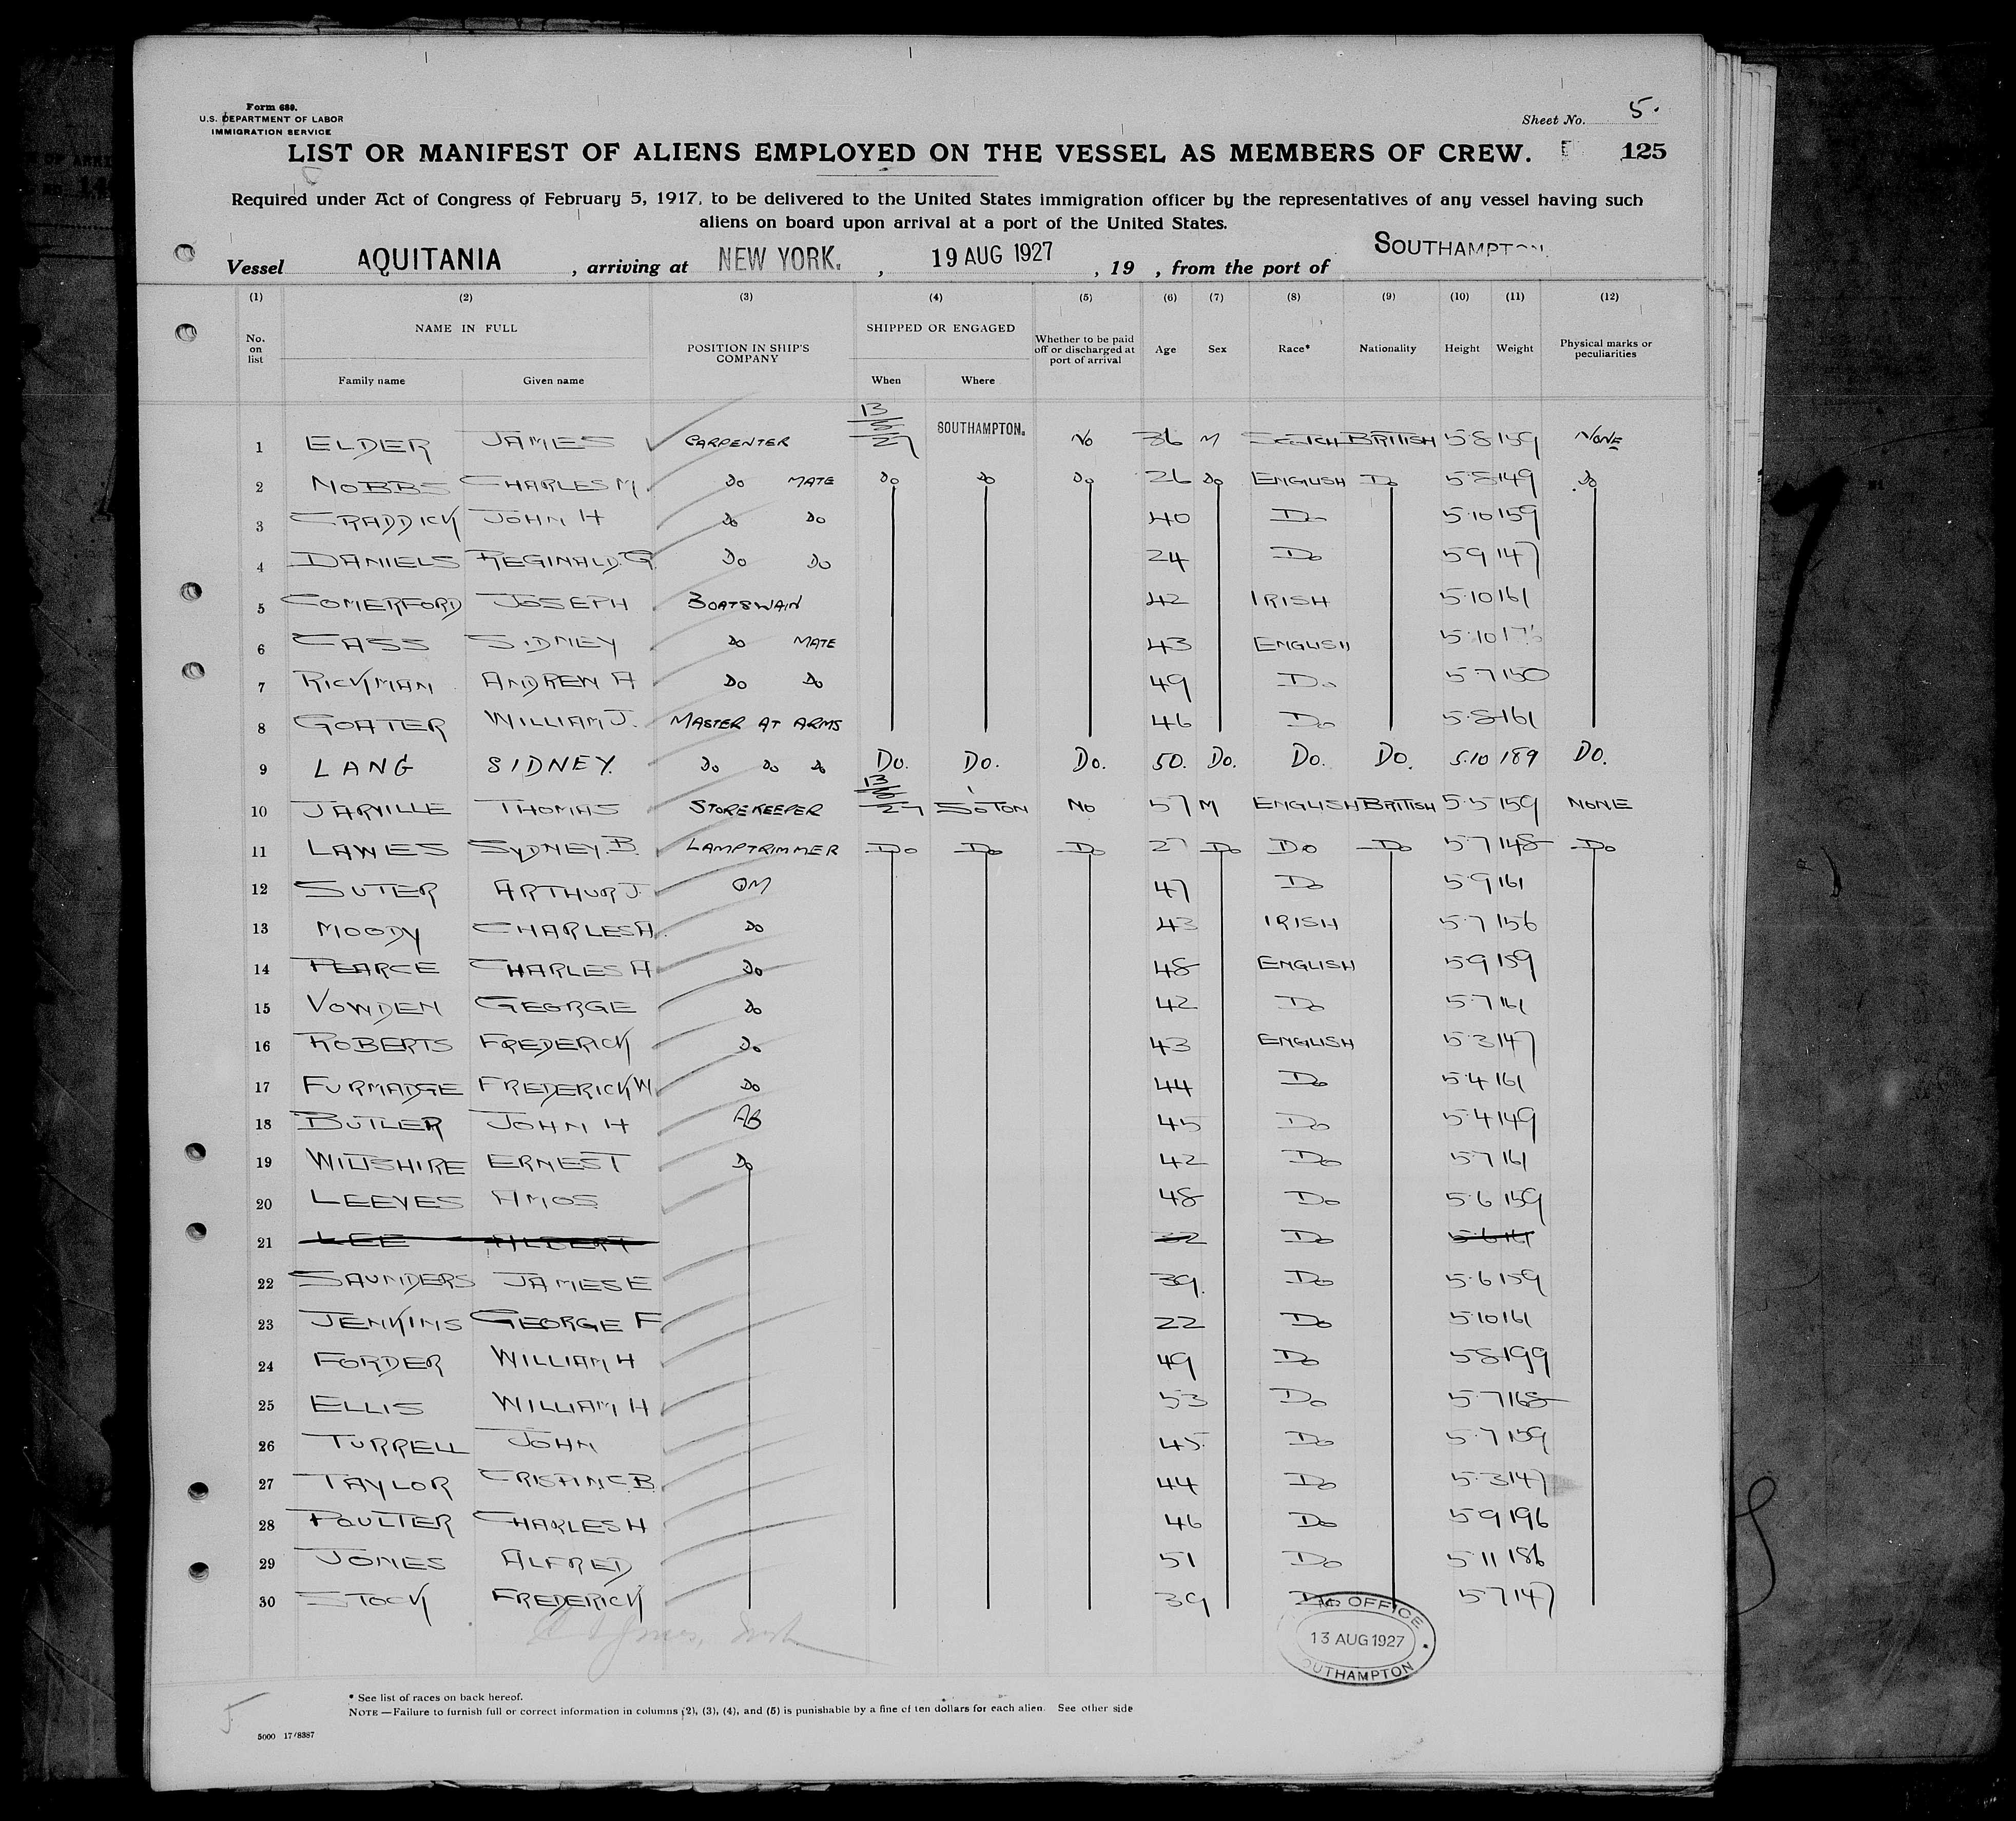 Form 689.
U.S. DEPARTMENT OF LABOR
IMMIGRATION SERVICE
Sheet No. 5.
LIST OR MANIFEST OF ALIENS EMPLOYED ON THE VESSEL AS MEMBERS OF CREW. 125
Required under Act of Congress of February 5, 1917, to be delivered to the United States immigration officer by the representatives of any vessel having such
aliens on board upon arrival at a port of the United States.
Vessel AQUITANIA , arriving at NEW YORK. , 19 AUG 1927 , 19 , from the port of SOUTHAMPTON.
(1) (2) (3) (4) (5) (6) (7) (8) (9) (10) (11) (12)
No. on list NAME IN FULL POSITION IN SHIP'S COMPANY SHIPPED OR ENGAGED Whether to be paid off or discharged at port of arrival Age Sex Race* Nationality Height Weight Physical marks or peculiarities
Family name Given name When Where
1 ELDER JAMES CARPENTER SOUTHAMPTON. No 36 M SCOTCH BRITISH 5.8 159 NONE
2 NOBBS CHARLES M. Do MATE Do Do Do 26 Do ENGLISH Do 5.8 149 Do
3 CRADDICK JOHN H Do Do 40 Do 5.10 159
4 DANIELS REGINALD.G. Do Do 24 Do 5.9 147
5 COMERFORD JOSEPH BOATSWAIN 42 IRISH 5.10 161
6 CASS SIDNEY Do MATE 43 ENGLISH 5.10
7 RICKMAN ANDREW A Do Do 49 Do 5.7 150
8 GOATER WILLIAM J. MASTER AT ARMS 46 Do 5.8 161
9 LANG SIDNEY. Do Do Do Do. Do. Do. 50. Do. Do. Do. 5.10 189 Do.
10 JARVILLE THOMAS STOREKEEPER S'OTON No 57 M ENGLISH BRITISH 5.5 159 NONE
11 LAWES SYDNEY.B. LAMPTRIMMER Do Do Do 27 Do Do Do 5.7 148 Do
12 SUTER ARTHUR J. QM 47 Do 5.9 161
13 MOODY CHARLES A. Do 43 IRISH 5.7 156
14 PEARCE CHARLES A Do 48 ENGLISH 5.9 159
15 VOWDEN GEORGE Do 42 Do 5.7 161
16 ROBERTS FREDERICK Do 43 ENGLISH 5.3 147
17 FURMADGE FREDERICK W. Do 44 Do 5.4 161
18 BUTLER JOHN H AB 45 Do 5.4 149
19 WILTSHIRE ERNEST Do 42 Do 5.7 161
20 LEEVES AMOS 48 Do 5.6 159
21 LEE ALBERT 22 Do 5.6 161
22 SAUNDERS JAMES E 39. Do 5.6 159
23 JENKINS GEORGE F 22 Do 5.10 161
24 FORDER WILLIAM H 49 Do 5.8 199
25 ELLIS WILLIAM H 53 Do 5.7 168
26 TURRELL JOHN 45 Do 5.7 159
27 TAYLOR 44 Do 5.3 147
28 POULTER CHARLES H 46 Do 5.9 196
29 JONES ALFRED 51 Do 5.11 186
30 STOCK FREDERICK 39 Do 5.7 147
OFFICE
13 AUG 1927
SOUTHAMPTON
* See list of races on back hereof.
NOTE—Failure to furnish full or correct information in columns (2), (3), (4), and (5) is punishable by a fine of ten dollars for each alien. See other side
5000 17/8387